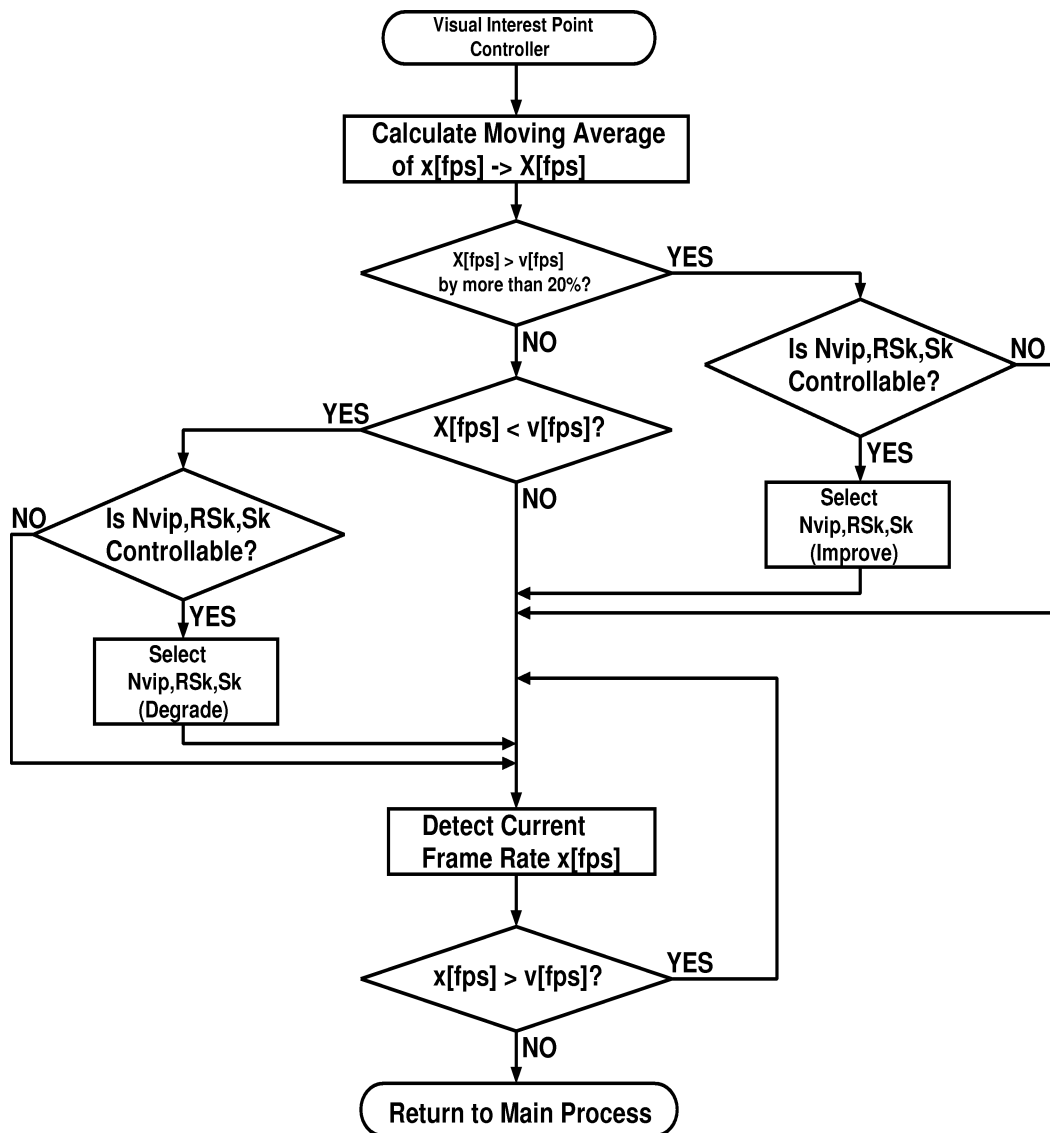 Visual Interest Point
Controller
Calculate Moving Average
of x[fps] -> X[fps]
X[fps] > v[fps]
by more than 20%?
YES
NO
Is Nvip,RSk,Sk
Controllable?
NO
YES
Select
Nvip,RSk,Sk
(Improve)
X[fps] < v[fps]?
YES
NO
Is Nvip,RSk,Sk
Controllable?
NO
YES
Select
Nvip,RSk,Sk
(Degrade)
Detect Current
Frame Rate x[fps]
x[fps] > v[fps]?
YES
NO
Return to Main Process